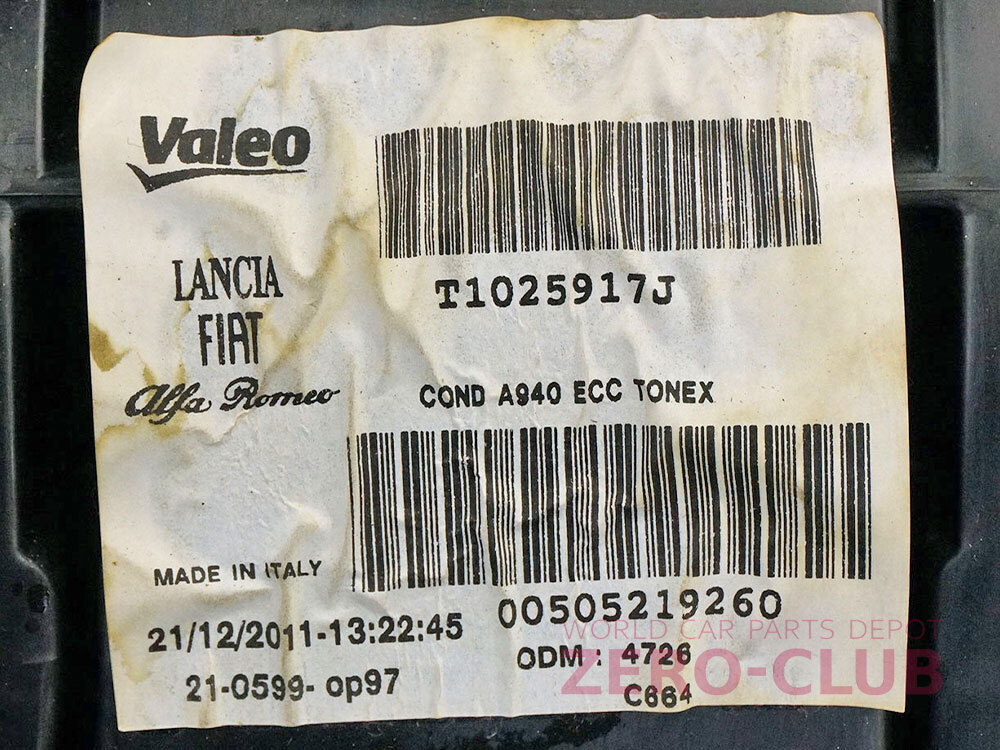 Valeo
T1025917J
LANCIA
FIAT
Alfa Romeo
COND A940 ECC TONEX
MADE IN ITALY
00505219260
21/12/2011-13:22:45
ODM: 4726
21-0599- op97
C664
WORLD CAR PARTS DEPOT
ZERO-CLUB